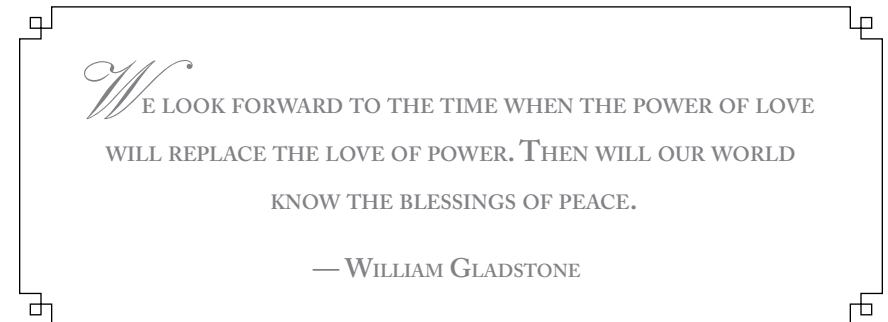 We look forward to the time when the power of love
will replace the love of power. Then will our world
know the blessings of peace.
— William Gladstone